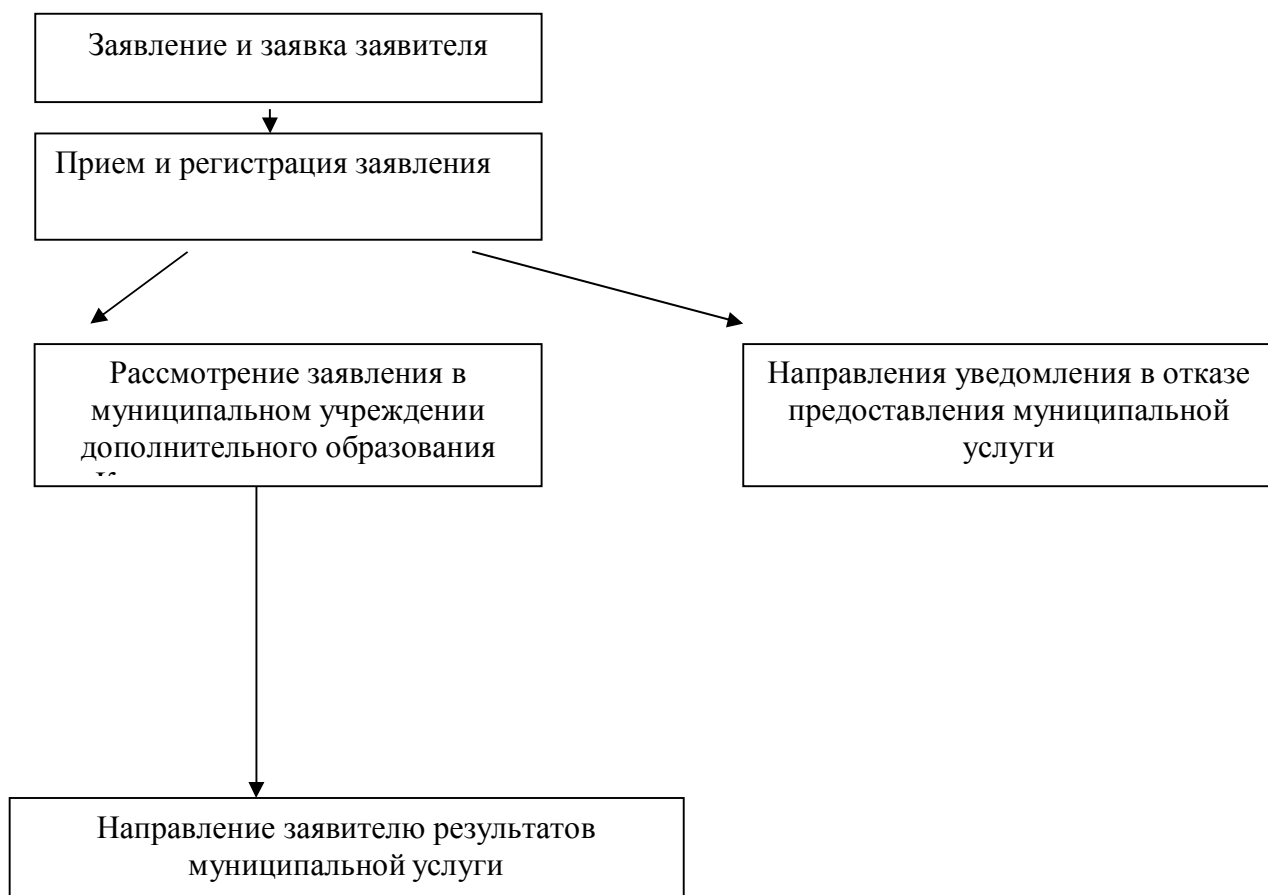 Заявление и заявка заявителя
Прием и регистрация заявления
Рассмотрение заявления в
муниципальном учреждении
дополнительного образования
Направления уведомления в отказе
предоставления муниципальной
услуги
Направление заявителю результатов
муниципальной услуги